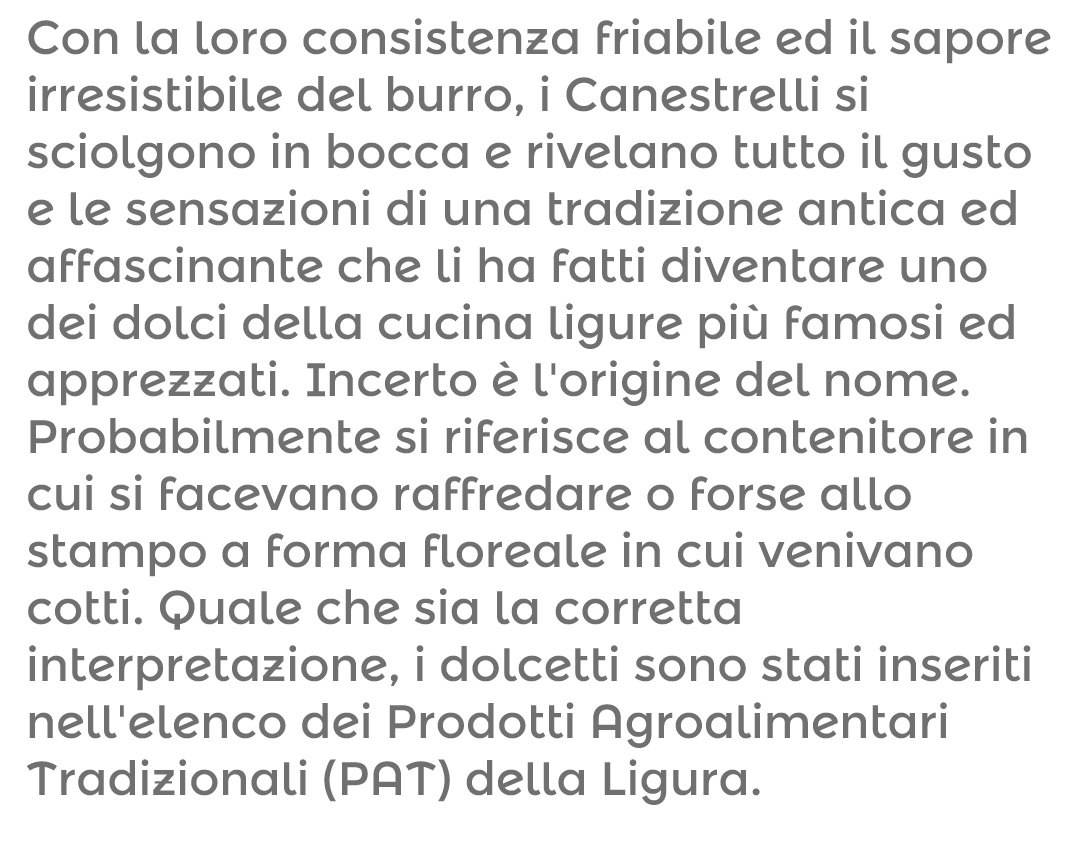 Con la loro consistenza friabile ed il sapore
irresistibile del burro, i Canestrelli si
sciolgono in bocca e rivelano tutto il gusto
e le sensazioni di una tradizione antica ed
affascinante che li ha fatti diventare uno
dei dolci della cucina ligure più famosi ed
apprezzati. Incerto è l'origine del nome.
Probabilmente si riferisce al contenitore in
cui si facevano raffredare o forse allo
stampo a forma floreale in cui venivano
cotti. Quale che sia la corretta
interpretazione, i dolcetti sono stati inseriti
nell'elenco dei Prodotti Agroalimentari
Tradizionali (PAT) della Ligura.